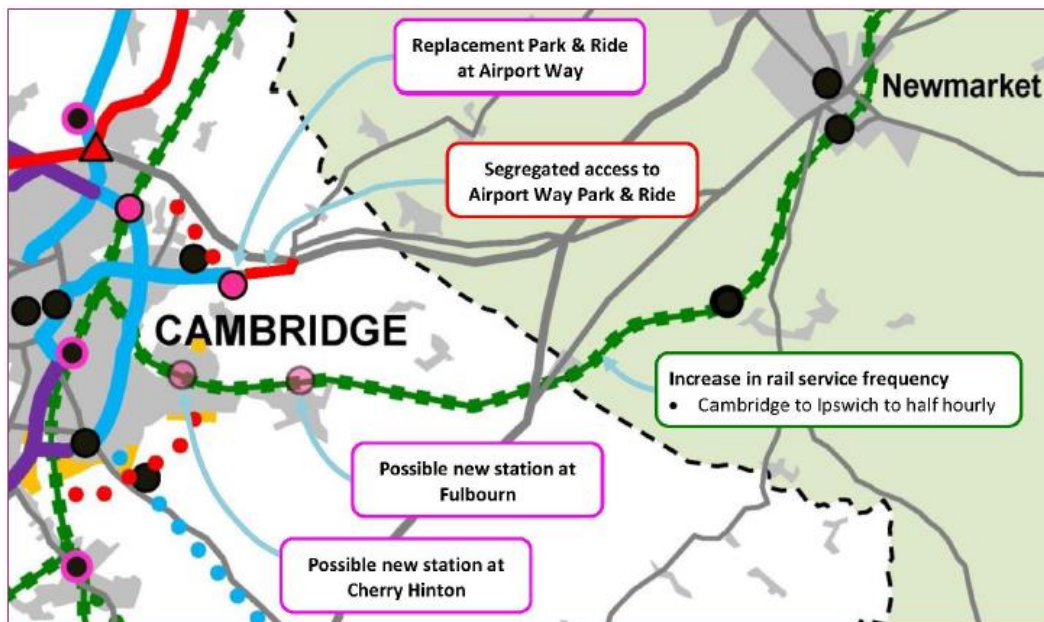 Replacement Park & Ride
at Airport Way
Newmarket
Segregated access to
Airport Way Park & Ride
CAMBRIDGE
Increase in rail service frequency
• Cambridge to Ipswich to half hourly
Possible new station at
Fulbourn
Possible new station at
Cherry Hinton